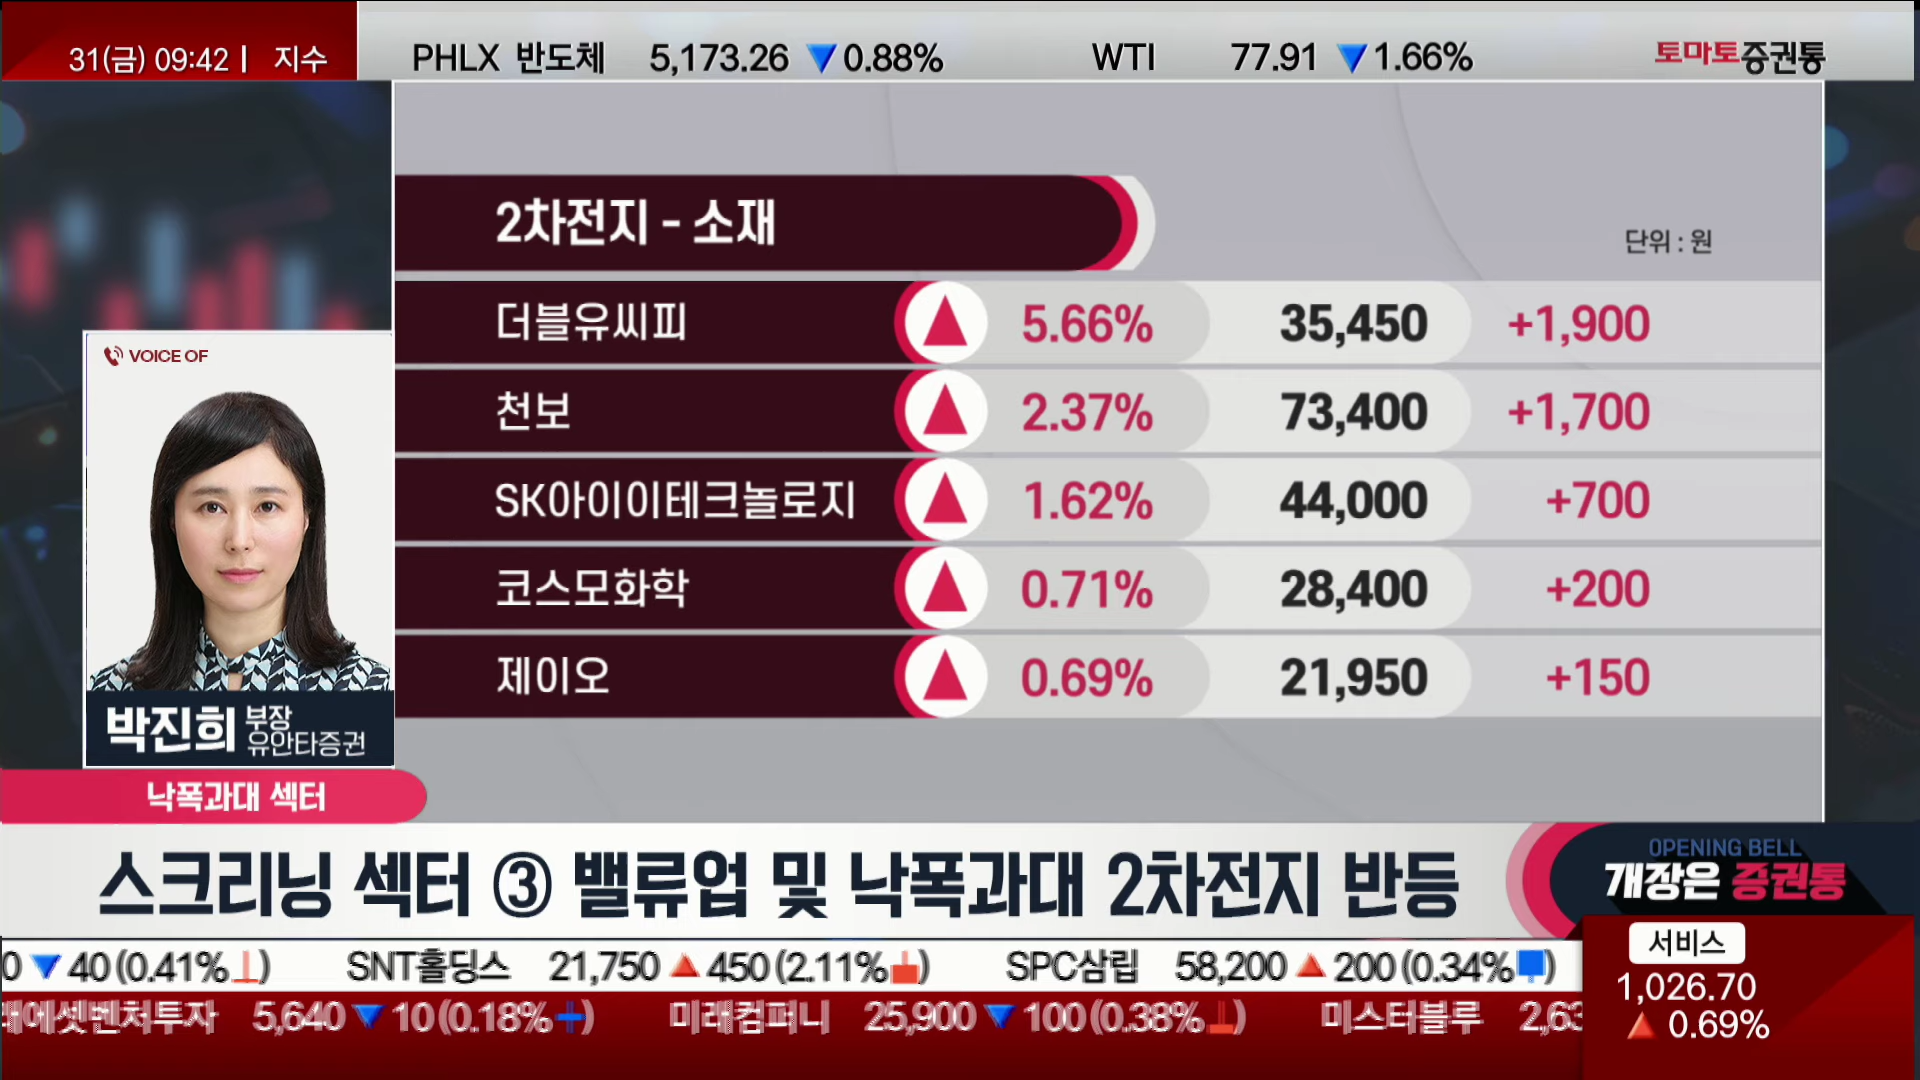 31(금) 09:42 | 지수 PHLX 반도체 5,173.26 ▼0.88% WTI 77.91 ▼1.66% 토마토증권통
2차전지 - 소재
단위 : 원
더블유씨피 ▲ 5.66% 35,450 +1,900
천보 ▲ 2.37% 73,400 +1,700
SK아이이테크놀로지 ▲ 1.62% 44,000 +700
코스모화학 ▲ 0.71% 28,400 +200
제이오 ▲ 0.69% 21,950 +150
VOICE OF
박진희 부장
유안타증권
낙폭과대 섹터
스크리닝 섹터 ③ 밸류업 및 낙폭과대 2차전지 반등
OPENING BELL
개장은 증권통
0 ▼40(0.41%) SNT홀딩스 21,750 ▲450(2.11%) SPC삼립 58,200 ▲200(0.34%)
에셋벤처투자 5,640 ▼10(0.18%) 미래컴퍼니 25,900 ▼100(0.38%) 미스터블루 2,63
서비스
1,026.70
▲ 0.69%